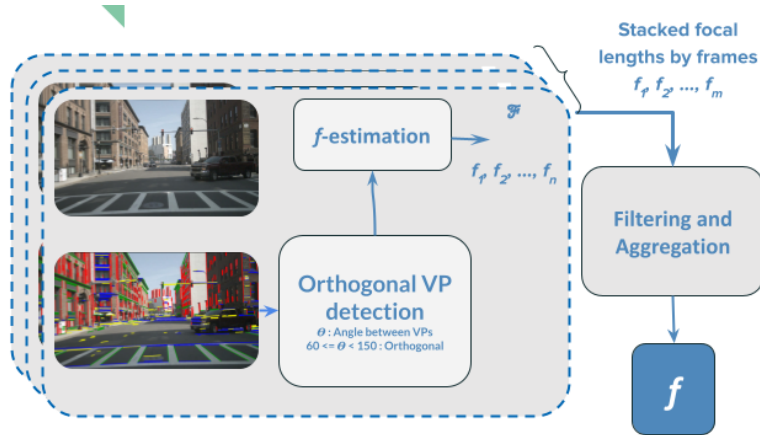 Stacked focal
lengths by frames
f₁, f₂, ..., fₘ
f-estimation
ℱ
f₁, f₂, ..., fₙ
Filtering and
Aggregation
Orthogonal VP
detection
θ : Angle between VPs
60 <= θ < 150 : Orthogonal
f